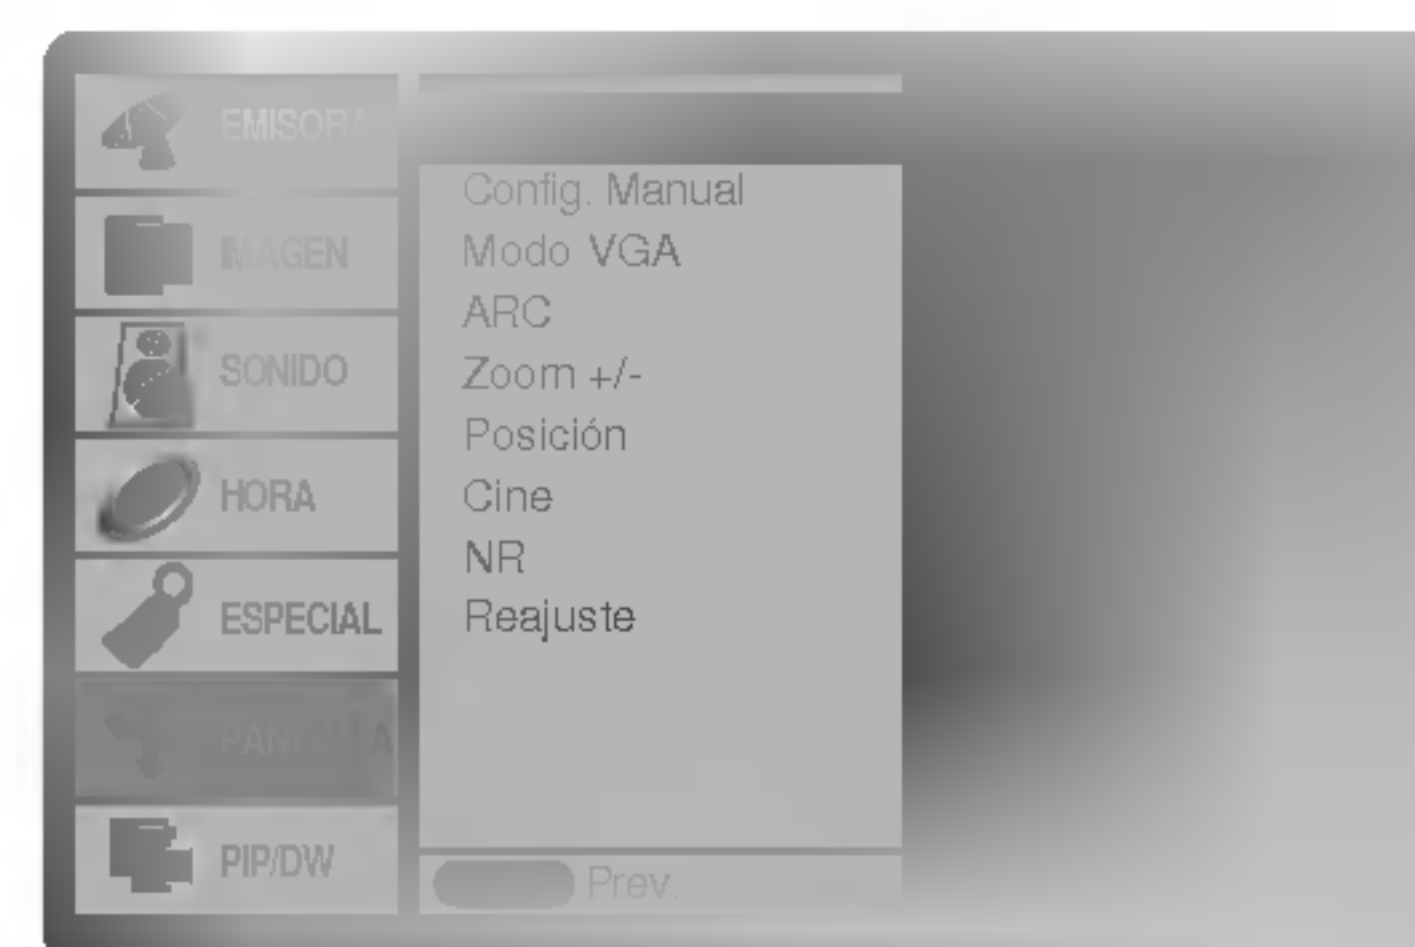 EMISORA
IMAGEN
SONIDO
HORA
ESPECIAL
PANTALLA
PIP/DW
Config. Manual
Modo VGA
ARC
Zoom +/-
Posición
Cine
NR
Reajuste
Prev.